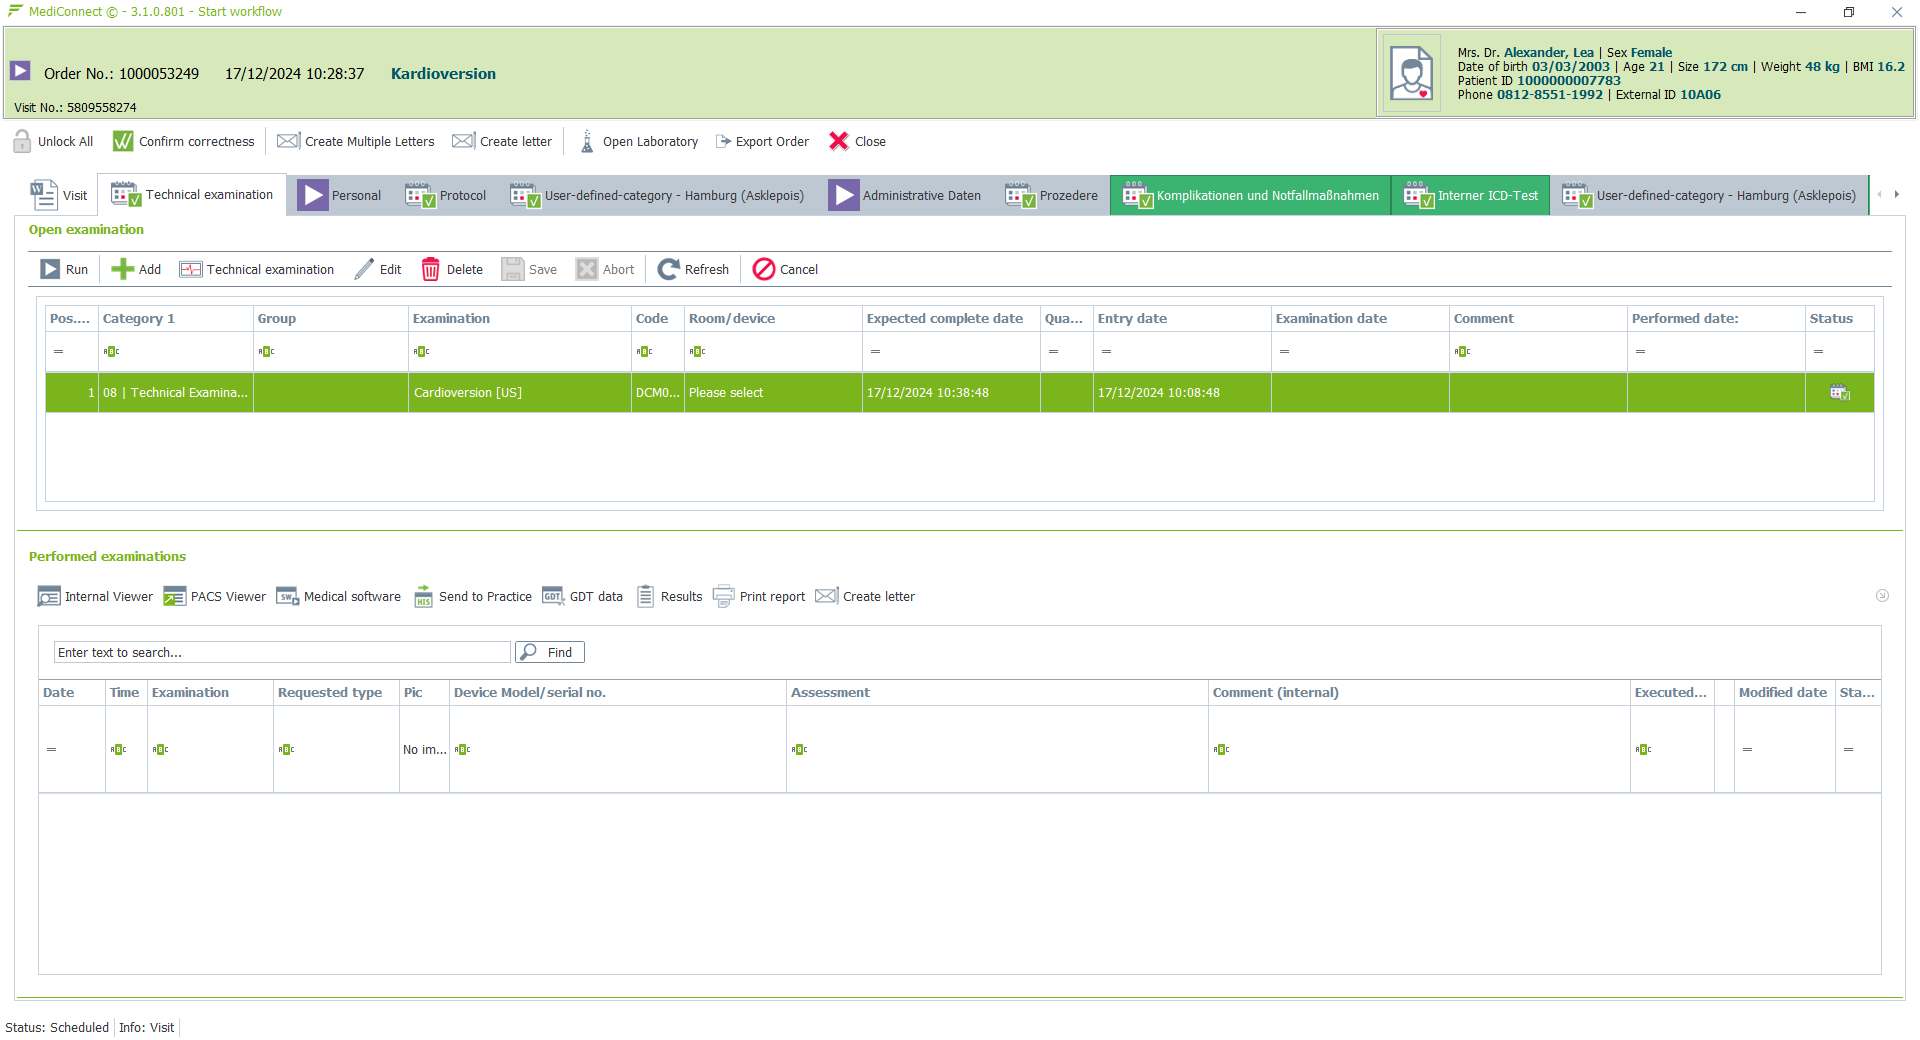 MediConnect © - 3.1.0.801 - Start workflow
Order No.: 1000053249 17/12/2024 10:28:37 Kardioversion
Visit No.: 5809558274
Mrs. Dr. Alexander, Lea | Sex Female
Date of birth 03/03/2003 | Age 21 | Size 172 cm | Weight 48 kg | BMI 16.2
Patient ID 1000000007783
Phone 0812-8551-1992 | External ID 10A06
Unlock All Confirm correctness Create Multiple Letters Create letter Open Laboratory Export Order Close
Visit Technical examination Personal Protocol User-defined-category - Hamburg (Asklepois) Administrative Daten Prozedere Komplikationen und Notfallmaßnahmen Interner ICD-Test User-defined-category - Hamburg (Asklepois)
Open examination
Run Add Technical examination Edit Delete Save Abort Refresh Cancel
Pos.... Category 1 Group Examination Code Room/device Expected complete date Qua... Entry date Examination date Comment Performed date: Status
= ABC ABC ABC ABC ABC = = = = ABC = =
1 08 | Technical Examina... Cardioversion [US] DCM0... Please select 17/12/2024 10:38:48 17/12/2024 10:08:48
Performed examinations
Internal Viewer PACS Viewer SW Medical software HIS Send to Practice GDT GDT data Results Print report Create letter
Enter text to search... Find
Date Time Examination Requested type Pic Device Model/serial no. Assessment Comment (internal) Executed... Modified date Sta...
= ABC ABC ABC No im... ABC ABC ABC ABC = =
Status: Scheduled Info: Visit